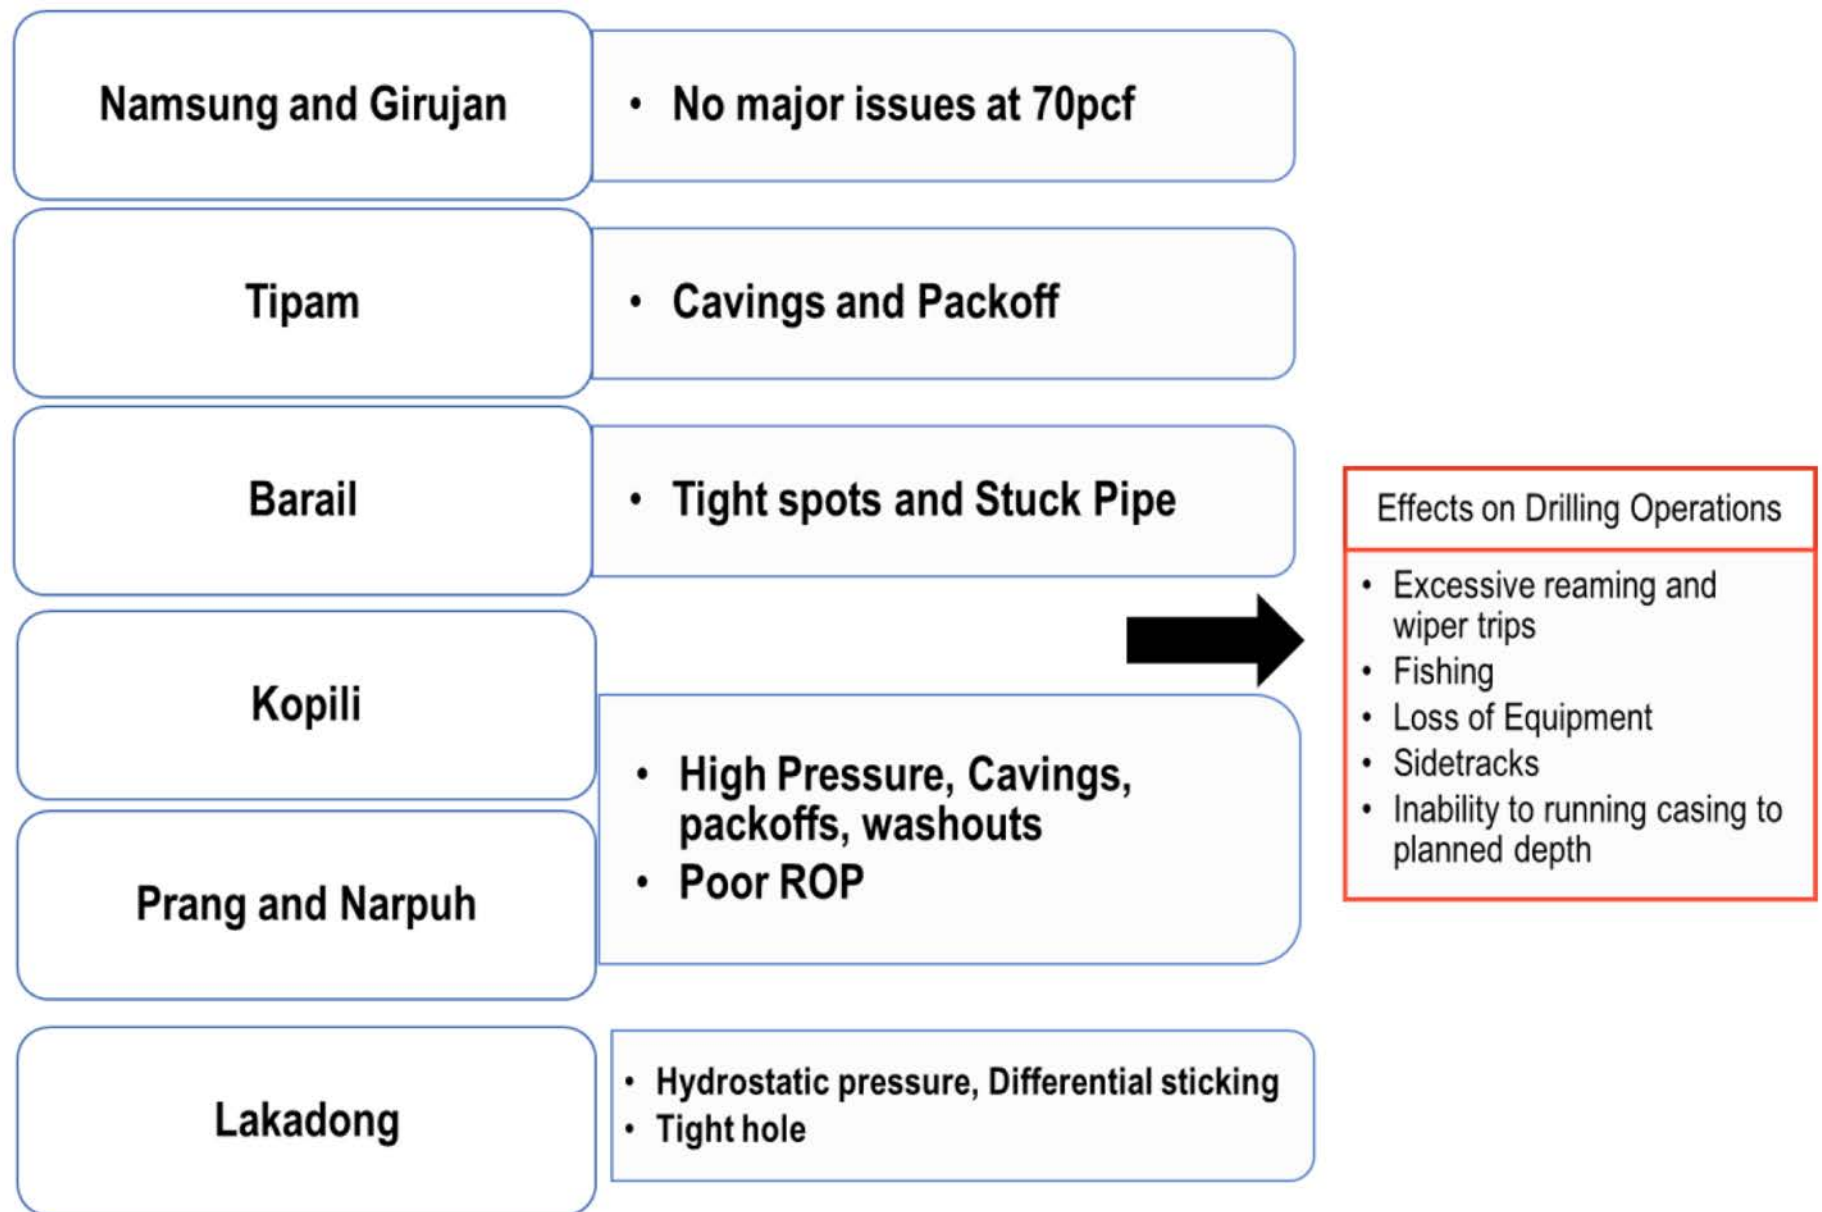 Namsung and Girujan
• No major issues at 70pcf
Tipam
• Cavings and Packoff
Barail
• Tight spots and Stuck Pipe
Kopili
Prang and Narpuh
• High Pressure, Cavings,
packoffs, washouts
• Poor ROP
Lakadong
• Hydrostatic pressure, Differential sticking
• Tight hole
Effects on Drilling Operations
• Excessive reaming and
wiper trips
• Fishing
• Loss of Equipment
• Sidetracks
• Inability to running casing to
planned depth